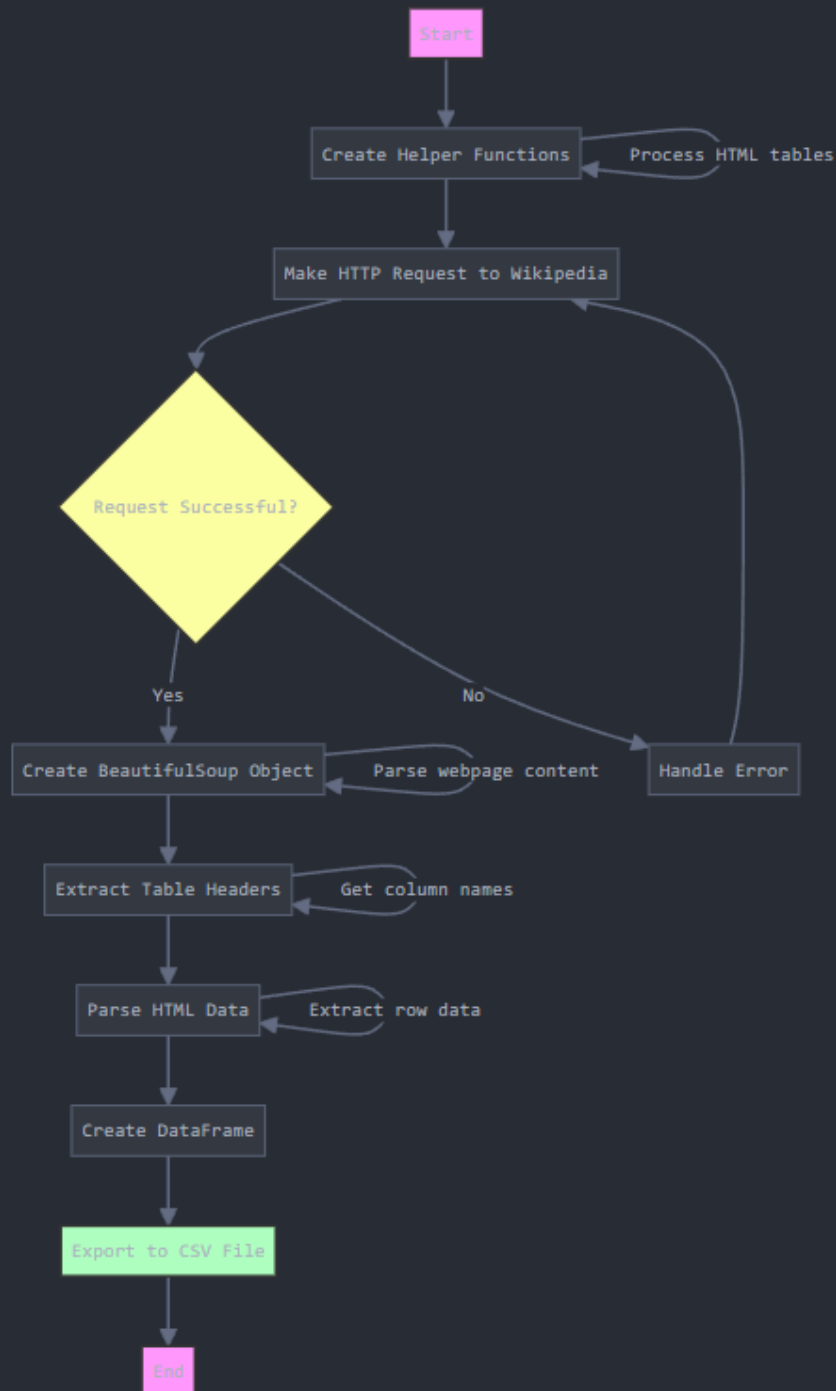 Start
Create Helper Functions
Process HTML tables
Make HTTP Request to Wikipedia
Request Successful?
Yes
No
Create BeautifulSoup Object
Parse webpage content
Handle Error
Extract Table Headers
Get column names
Parse HTML Data
Extract row data
Create DataFrame
Export to CSV File
End